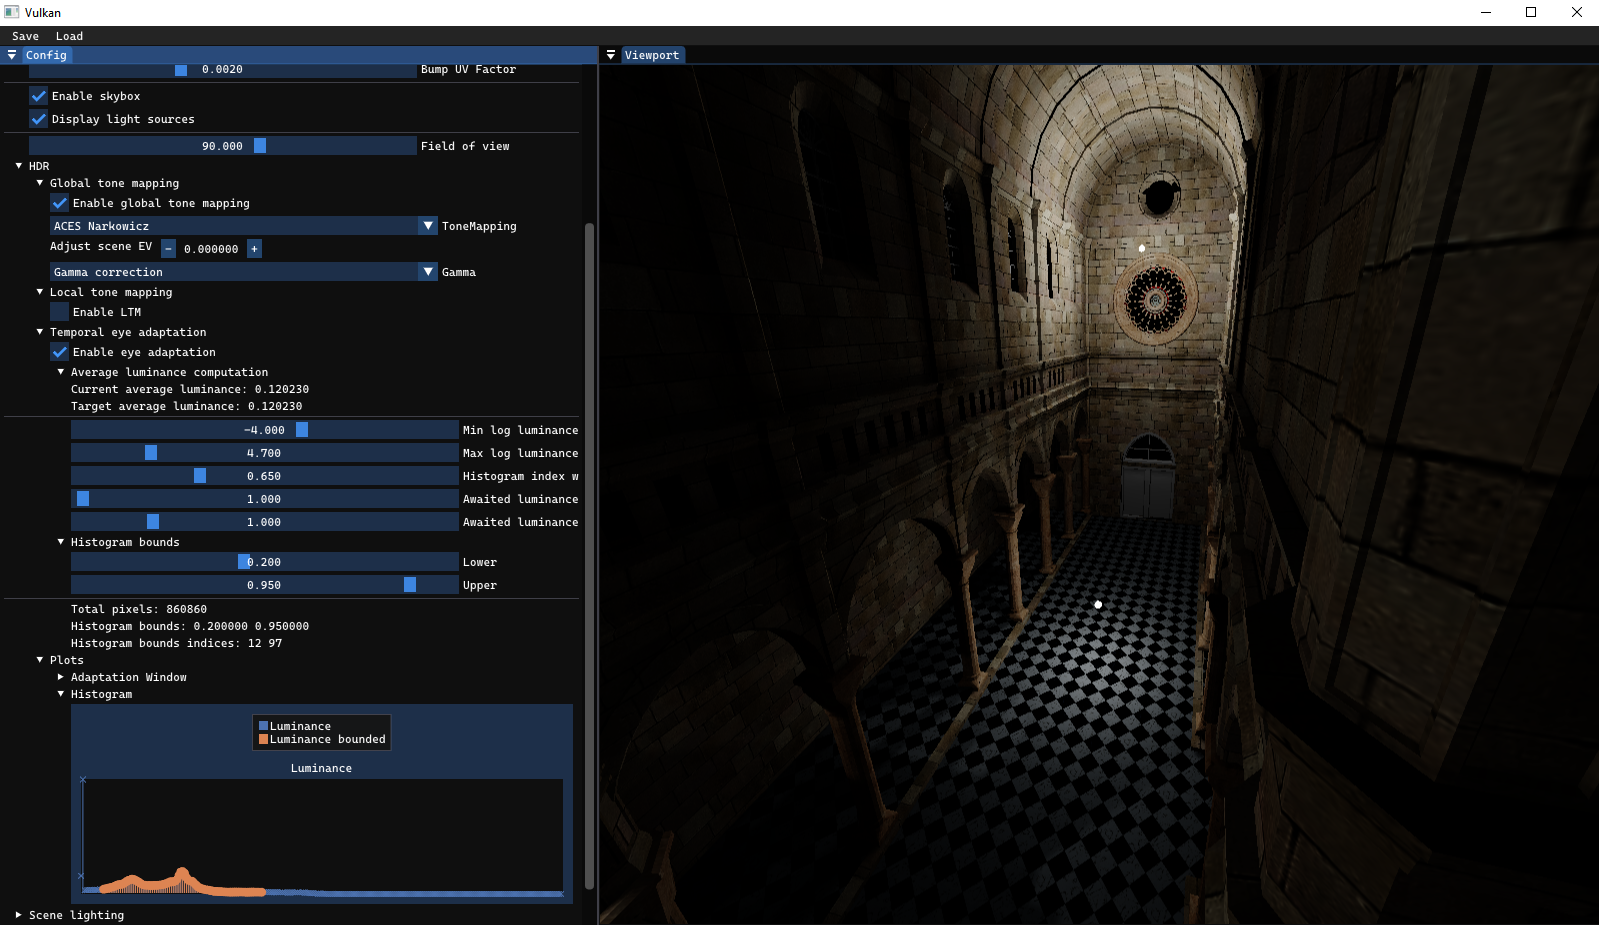 Vulkan
Save Load
Config
0.0020 Bump UV Factor
Enable skybox
Display light sources
90.000 Field of view
HDR
Global tone mapping
Enable global tone mapping
ACES Narkowicz ToneMapping
Adjust scene EV - 0.000000 +
Gamma correction Gamma
Local tone mapping
Enable LTM
Temporal eye adaptation
Enable eye adaptation
Average luminance computation
Current average luminance: 0.120230
Target average luminance: 0.120230
-4.000 Min log luminance
4.700 Max log luminance
0.650 Histogram index w
1.000 Awaited luminance
1.000 Awaited luminance
Histogram bounds
0.200 Lower
0.950 Upper
Total pixels: 860860
Histogram bounds: 0.200000 0.950000
Histogram bounds indices: 12 97
Plots
Adaptation Window
Histogram
Luminance
Luminance bounded
Luminance
Scene lighting
Viewport